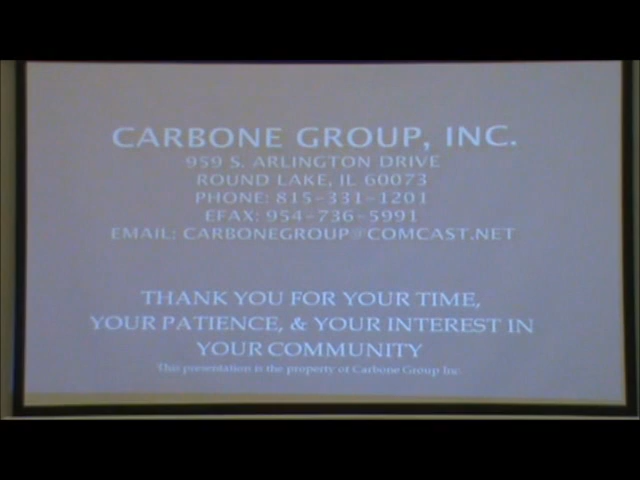 CARBONE GROUP, INC.
959 S. ARLINGTON DRIVE
ROUND LAKE, IL 60073
PHONE: 815-331-1201
EFAX: 954-736-5991
EMAIL: CARBONEGROUP@COMCAST.NET
THANK YOU FOR YOUR TIME,
YOUR PATIENCE, & YOUR INTEREST IN
YOUR COMMUNITY
This presentation is the property of Carbone Group Inc.